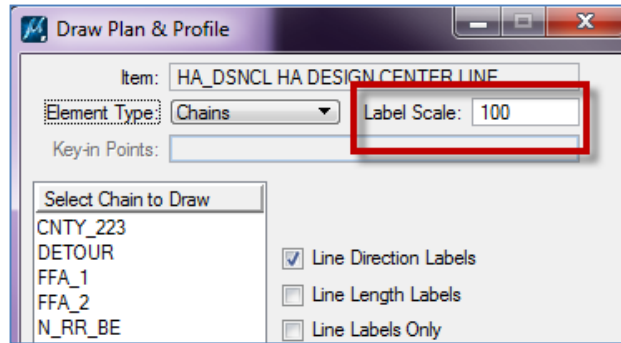 Draw Plan & Profile
Item: HA_DSNCL HA DESIGN CENTER LINE
Element Type: Chains Label Scale: 100
Key-in Points:
Select Chain to Draw
CNTY_223
DETOUR
FFA_1
FFA_2
N_RR_BE
Line Direction Labels
Line Length Labels
Line Labels Only